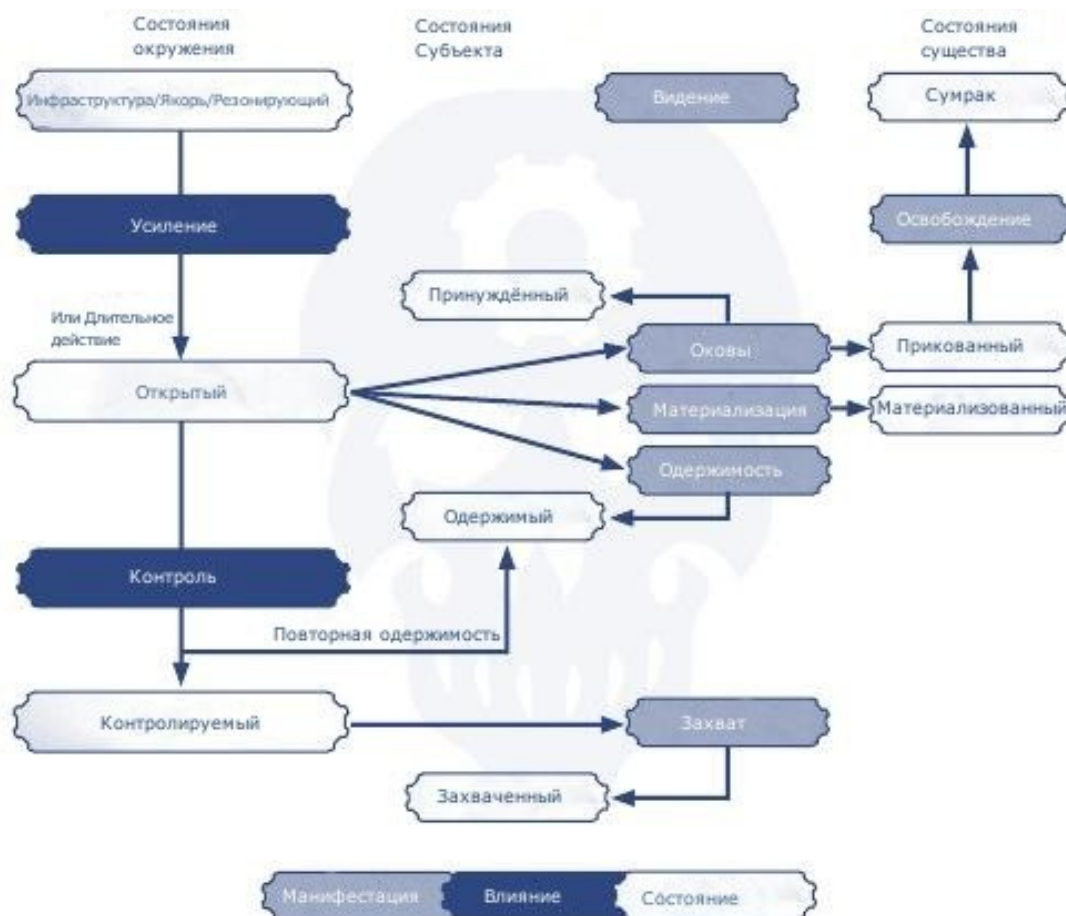 Состояния
окружения
Состояния
Субъекта
Состояния
существа
Инфраструктура/Якорь/Резонирующий
Видение
Сумрак
Усиление
Освобождение
Принуждённый
Или Длительное
действие
Оковы
Прикованный
Открытый
Материализация
Материализованный
Одержимость
Одержимый
Контроль
Повторная одержимость
Контролируемый
Захват
Захваченный
Манифестация
Влияние
Состояние